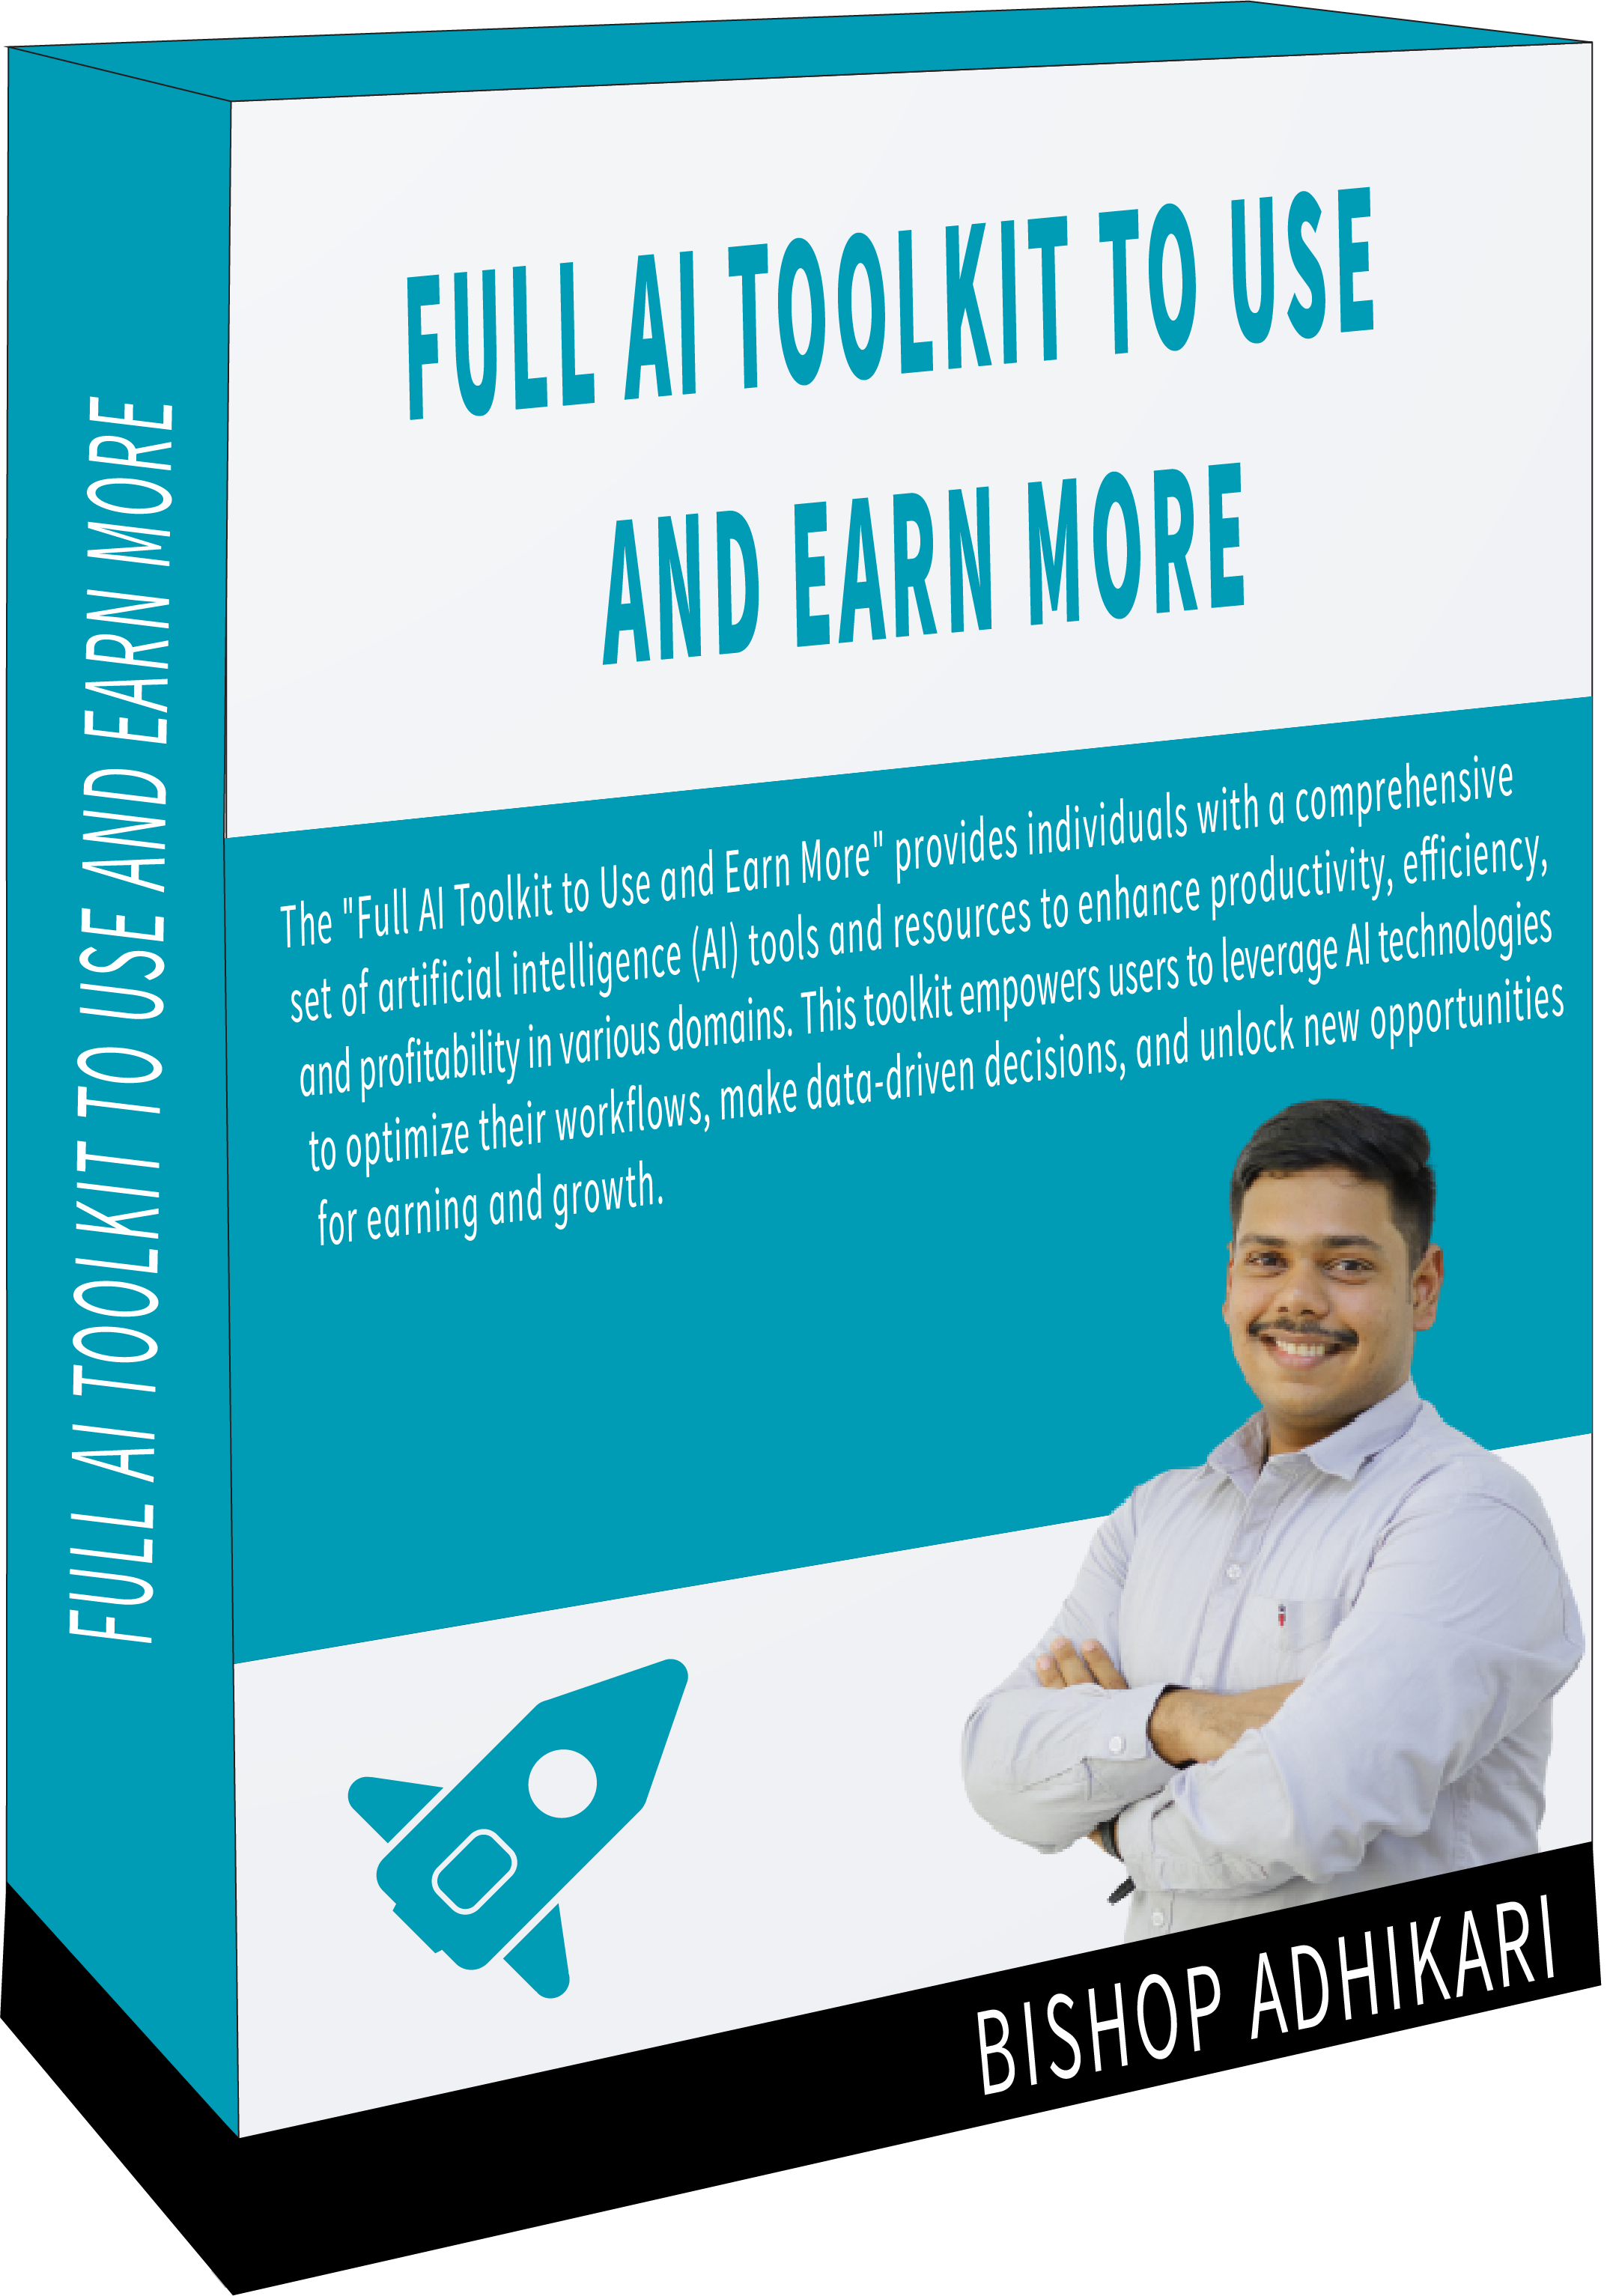 FULL AI TOOLKIT TO USE AND EARN MORE
FULL AI TOOLKIT TO USE
AND EARN MORE
The "Full AI Toolkit to Use and Earn More" provides individuals with a comprehensive
set of artificial intelligence (AI) tools and resources to enhance productivity, efficiency,
and profitability in various domains. This toolkit empowers users to leverage AI technologies
to optimize their workflows, make data-driven decisions, and unlock new opportunities
for earning and growth.
BISHOP ADHIKARI